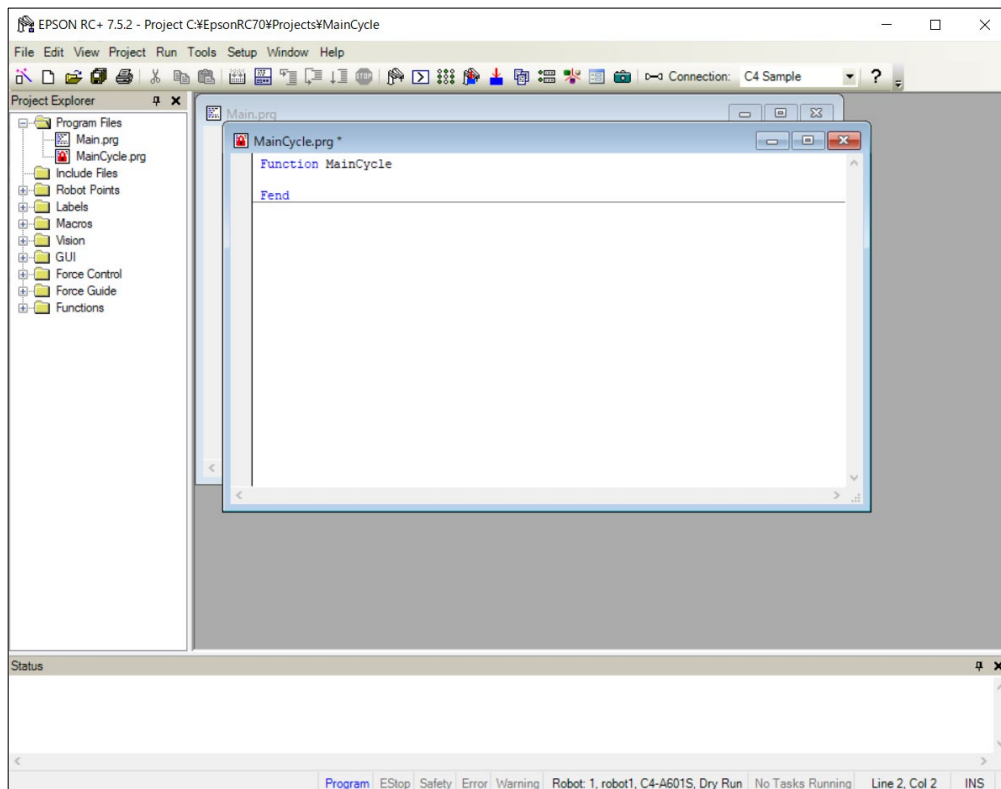 EPSON RC+ 7.5.2 - Project C:¥EpsonRC70¥Projects¥MainCycle
File Edit View Project Run Tools Setup Window Help
Connection: C4 Sample
?
Project Explorer
Program Files
Main.prg
MainCycle.prg
Include Files
Robot Points
Labels
Macros
Vision
GUI
Force Control
Force Guide
Functions
Main.prg
MainCycle.prg *
Function MainCycle
Fend
Status
Program EStop Safety Error Warning Robot: 1, robot1, C4-A601S, Dry Run No Tasks Running Line 2, Col 2 INS